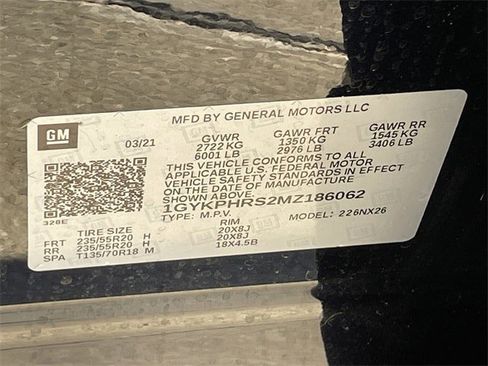 MFD BY GENERAL MOTORS LLC
GM
03/21 GVWR GAWR FRT GAWR RR
2722 KG 1350 KG 1545 KG
6001 LB 2976 LB 3406 LB
THIS VEHICLE CONFORMS TO ALL
APPLICABLE U.S. FEDERAL MOTOR
VEHICLE SAFETY STANDARDS IN EFFECT
ON THE DATE OF MANUFACTURE
SHOWN ABOVE.
1GYKPHRS2MZ186062
320E
TYPE: M.P.V. MODEL: 226NX26
TIRE SIZE RIM
FRT 235/55R20 H 20X8J
RR 235/55R20 H 20X8J
SPA T135/70R18 M 18X4.5B